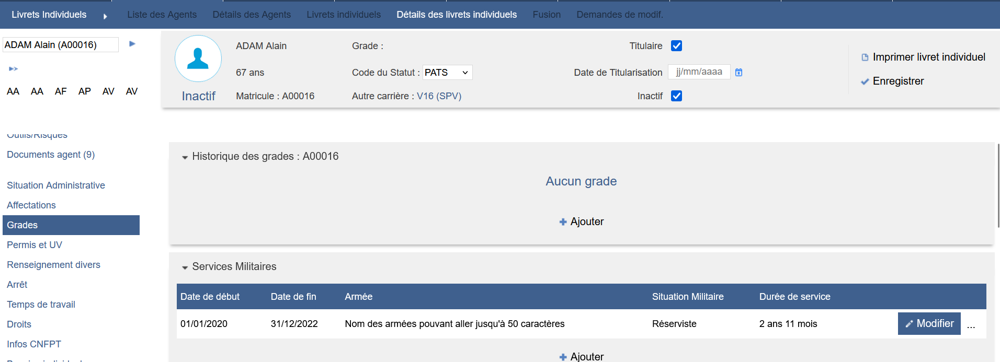 Livrets Individuels
Liste des Agents
Détails des Agents
Livrets individuels
Détails des livrets individuels
Fusion
Demandes de modif.
ADAM Alain (A00016)
AA AA AF AP AV AV
Outils/Risques
Documents agent (9)
Situation Administrative
Affectations
Grades
Permis et UV
Renseignement divers
Arrêt
Temps de travail
Droits
Infos CNFPT
Inactif
ADAM Alain
67 ans
Matricule : A00016
Grade :
Code du Statut : PATS
Autre carrière : V16 (SPV)
Titulaire
Date de Titularisation jj/mm/aaaa
Inactif
Imprimer livret individuel
Enregistrer
Historique des grades : A00016
Aucun grade
Ajouter
Services Militaires
Date de début Date de fin Armée Situation Militaire Durée de service
01/01/2020 31/12/2022 Nom des armées pouvant aller jusqu'à 50 caractères Réserviste 2 ans 11 mois Modifier ...
Ajouter